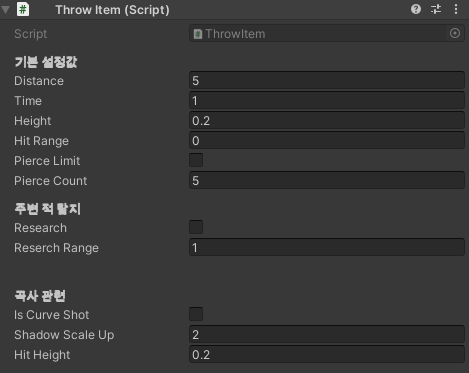 Throw Item (Script)
Script ThrowItem
기본 설정값
Distance 5
Time 1
Height 0.2
Hit Range 0
Pierce Limit
Pierce Count 5
주변 적 탐지
Research
Reserch Range 1
곡사 관련
Is Curve Shot
Shadow Scale Up 2
Hit Height 0.2